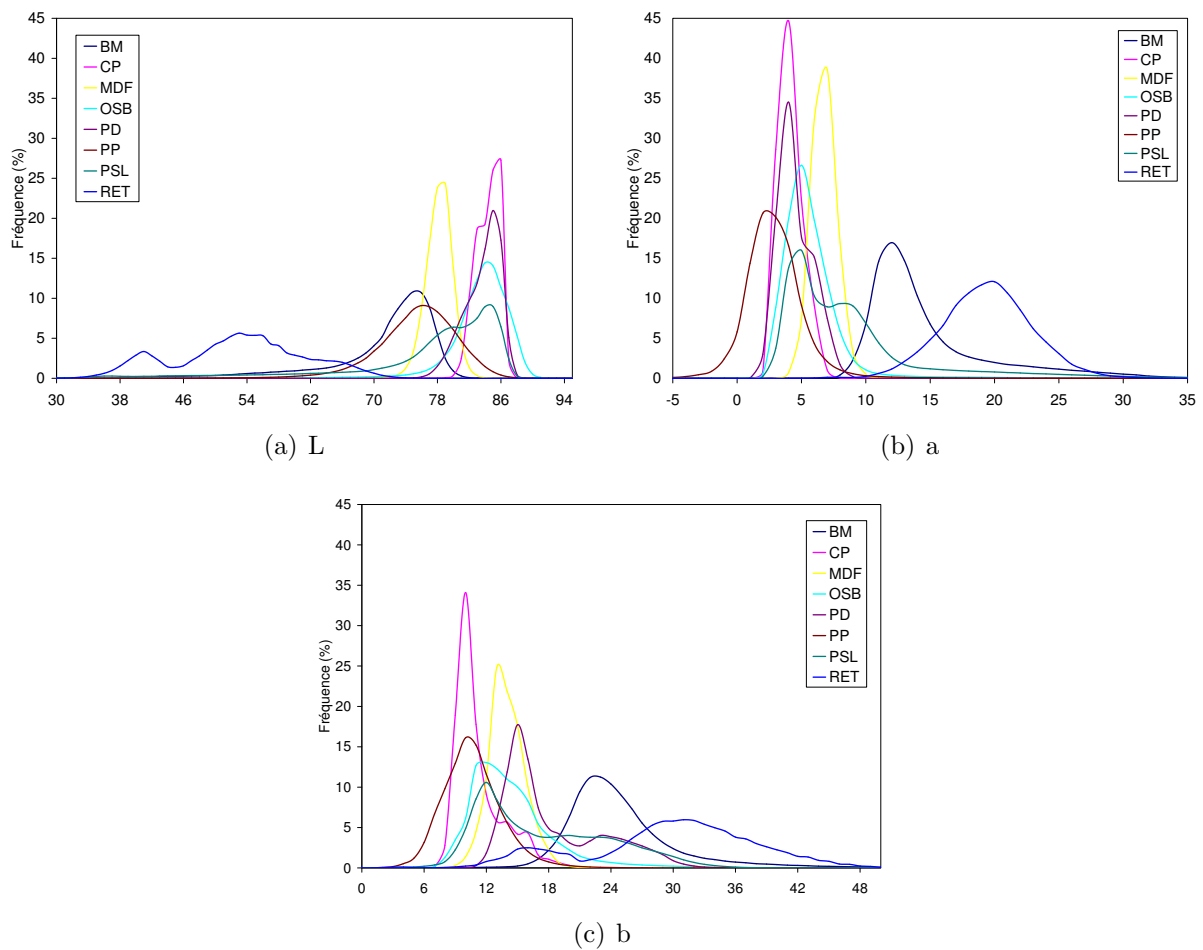 45
40
35
30
25
20
15
10
5
0
Fréquence (%)
BM
CP
MDF
OSB
PD
PP
PSL
RET
30 38 46 54 62 70 78 86 94
(a) L
45
40
35
30
25
20
15
10
5
0
Fréquence (%)
BM
CP
MDF
OSB
PD
PP
PSL
RET
-5 0 5 10 15 20 25 30 35
(b) a
45
40
35
30
25
20
15
10
5
0
Fréquence (%)
BM
CP
MDF
OSB
PD
PP
PSL
RET
0 6 12 18 24 30 36 42 48
(c) b